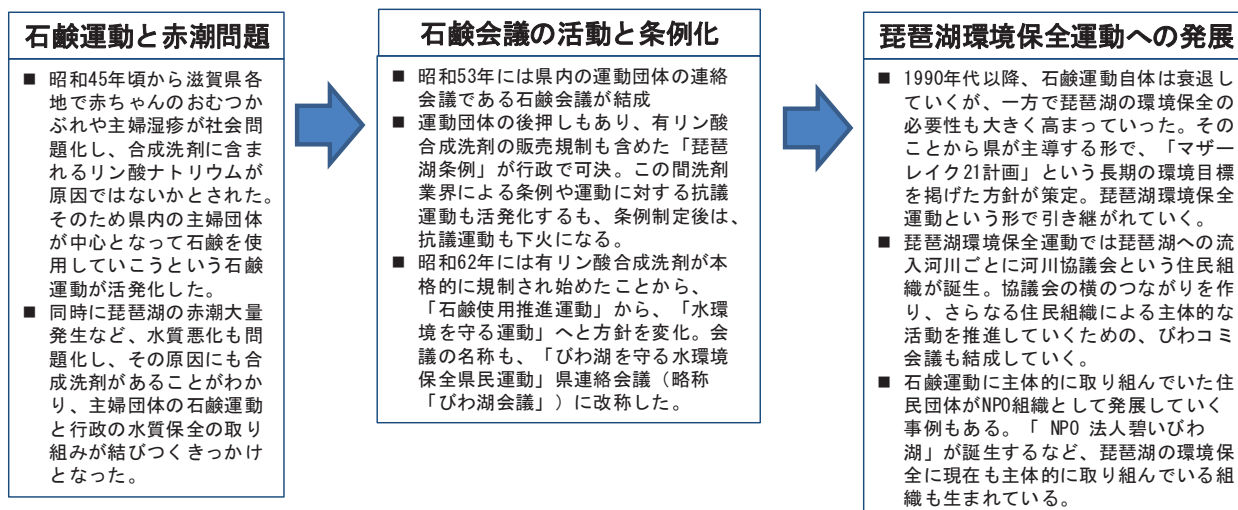 石鹸運動と赤潮問題
■ 昭和45年頃から滋賀県各
地で赤ちゃんのおむつか
ぶれや主婦湿疹が社会問
題化し、合成洗剤に含ま
れるリン酸ナトリウムが
原因ではないかとされた。
そのため県内の主婦団体
が中心となって石鹸を使
用していこうという石鹸
運動が活発化した。
■ 同時に琵琶湖の赤潮大量
発生など、水質悪化も問
題化し、その原因にも合
成洗剤があることがわか
り、主婦団体の石鹸運動
と行政の水質保全の取り
組みが結びつくきっかけ
となった。
石鹸会議の活動と条例化
■ 昭和53年には県内の運動団体の連絡
会議である石鹸会議が結成
■ 運動団体の後押しもあり、有リン酸
合成洗剤の販売規制も含めた「琵琶
湖条例」が行政で可決。この間洗剤
業界による条例や運動に対する抗議
運動も活発化するも、条例制定後は、
抗議運動も下火になる。
■ 昭和62年には有リン酸合成洗剤が本
格的に規制され始めたことから、
「石鹸使用推進運動」から、「水環
境を守る運動」へと方針を変化。会
議の名称も、「びわ湖を守る水環境
保全県民運動」県連絡会議（略称
「びわ湖会議」）に改称した。
琵琶湖環境保全運動への発展
■ 1990年代以降、石鹸運動自体は衰退し
ていくが、一方で琵琶湖の環境保全の
必要性も大きく高まっていった。その
ことから県が主導する形で、「マザー
レイク21計画」という長期の環境目標
を掲げた方針が策定。琵琶湖環境保全
運動という形で引き継がれていく。
■ 琵琶湖環境保全運動では琵琶湖への流
入河川ごとに河川協議会という住民組
織が誕生。協議会の横のつながりを作
り、さらなる住民組織による主体的な
活動を推進していくための、びわコミ
会議も結成していく。
■ 石鹸運動に主体的に取り組んでいた住
民団体がNPO組織として発展していく
事例もある。「 NPO 法人碧いびわ
湖」が誕生するなど、琵琶湖の環境保
全に現在も主体的に取り組んでいる組
織も生まれている。